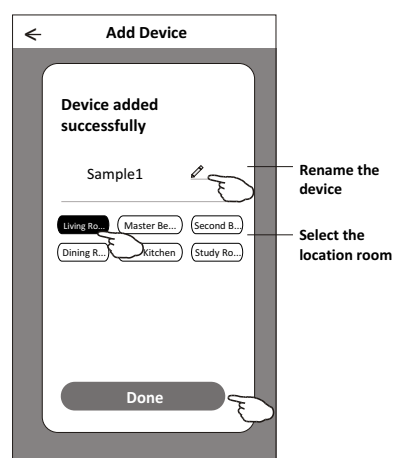 Add Device
Device added
successfully
Sample1
Rename the
device
Living Ro...
Master Be...
Second B...
Select the
location room
Dining R...
Kitchen
Study Ro...
Done